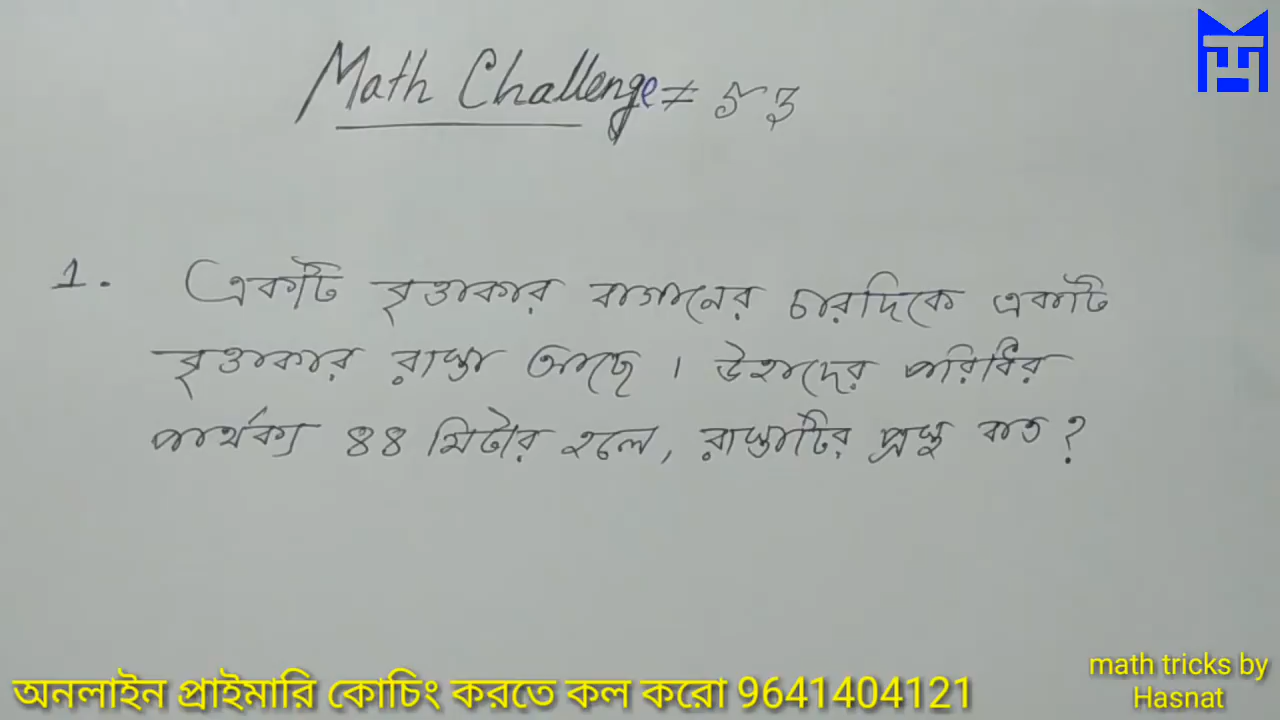 Math Challenge ≠ ৫৩
1. একটি বৃত্তাকার বাগানের চারদিকে একটি
বৃত্তাকার রাস্তা আছে । উহাদের পরিধির
পার্থক্য ৪৪ মিটার হলে, রাস্তাটির প্রস্থ কত ?
অনলাইন প্রাইমারি কোচিং করতে কল করো 9641404121
math tricks by
Hasnat